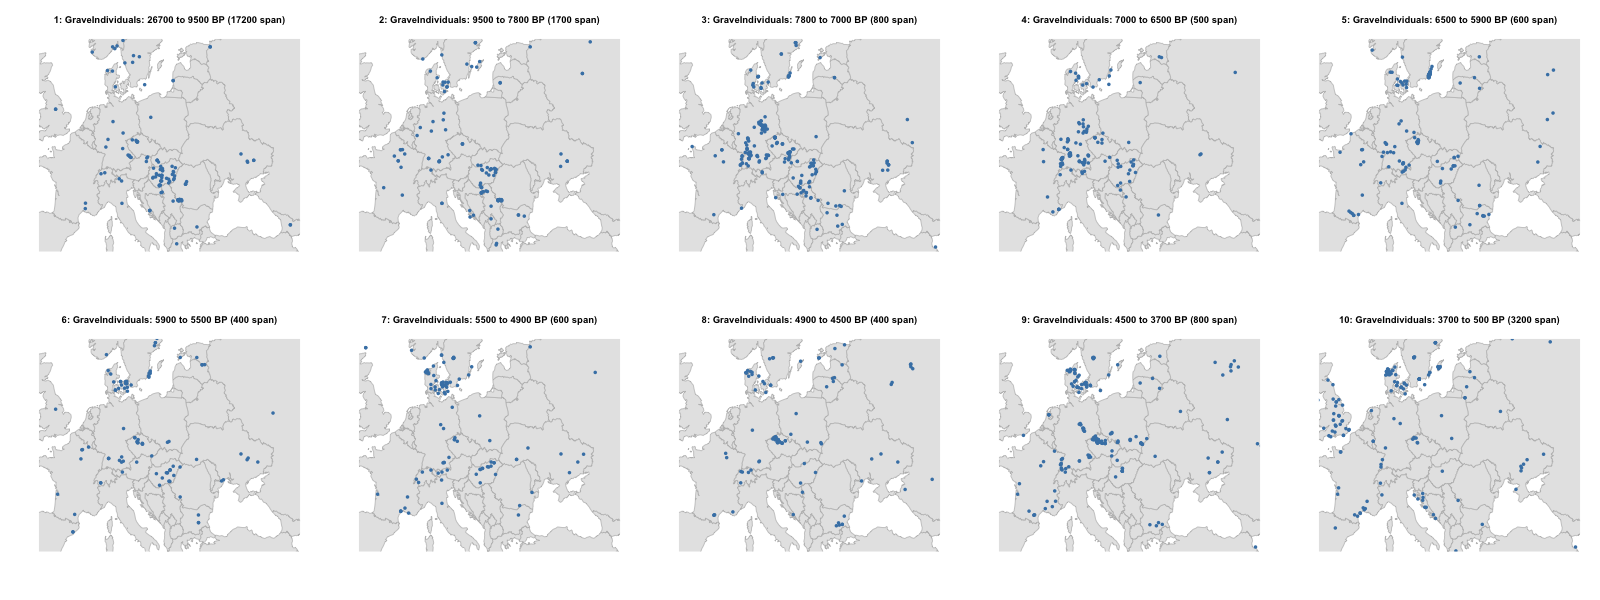 1: GraveIndividuals: 26700 to 9500 BP (17200 span)
2: GraveIndividuals: 9500 to 7800 BP (1700 span)
3: GraveIndividuals: 7800 to 7000 BP (800 span)
4: GraveIndividuals: 7000 to 6500 BP (500 span)
5: GraveIndividuals: 6500 to 5900 BP (600 span)
6: GraveIndividuals: 5900 to 5500 BP (400 span)
7: GraveIndividuals: 5500 to 4900 BP (600 span)
8: GraveIndividuals: 4900 to 4500 BP (400 span)
9: GraveIndividuals: 4500 to 3700 BP (800 span)
10: GraveIndividuals: 3700 to 500 BP (3200 span)